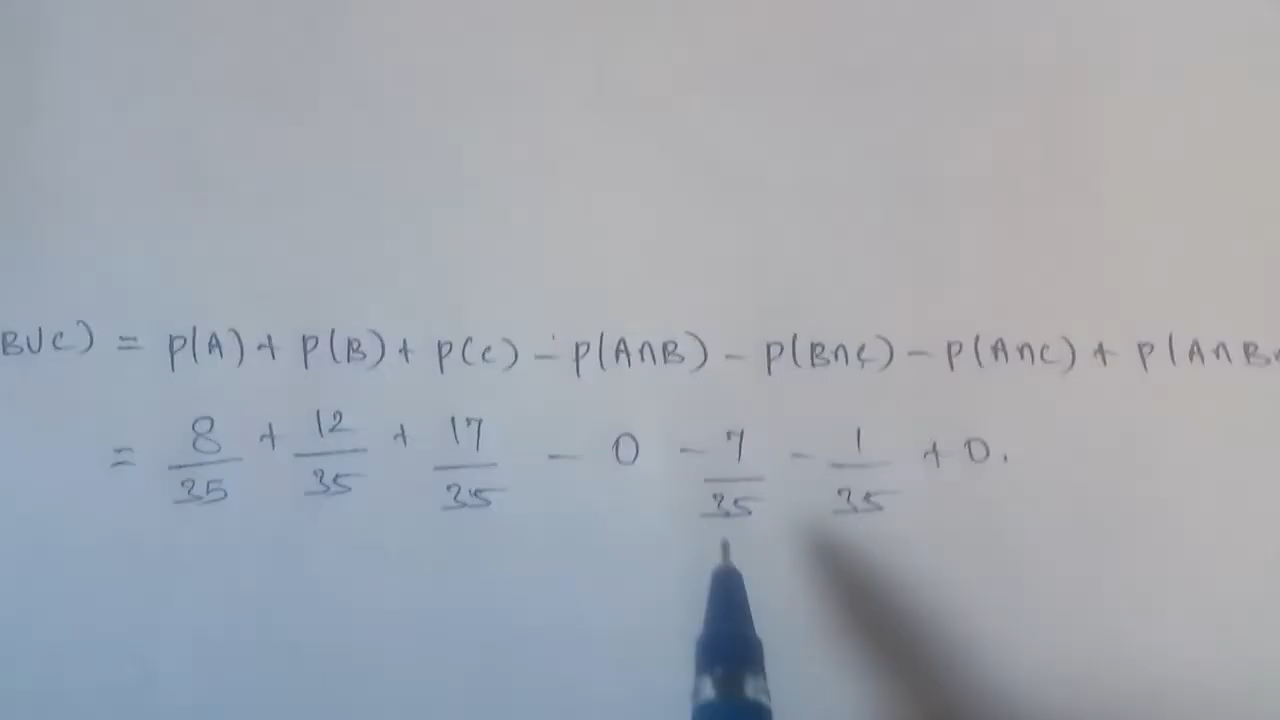 BUC) = P(A) + P(B) + P(C) - P(A∩B) - P(B∩C) - P(A∩C) + P(A∩B
= 8/35 + 12/35 + 17/35 - 0 - 7/35 - 1/35 + 0.